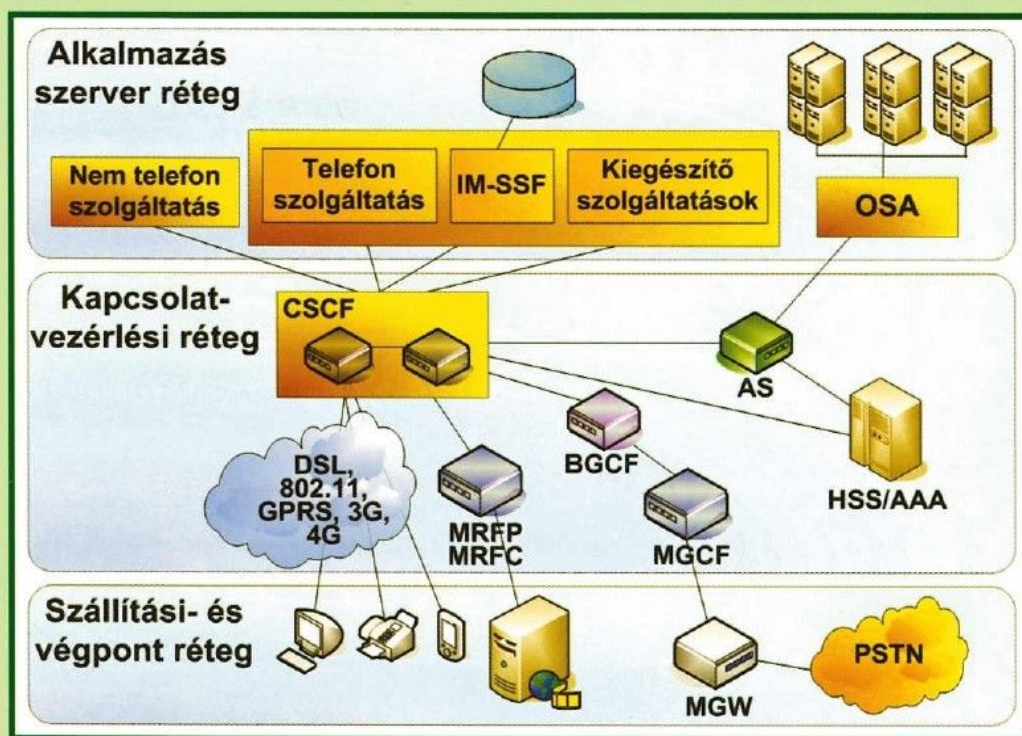 Alkalmazás
szerver réteg
Nem telefon
szolgáltatás
Telefon
szolgáltatás
IM-SSF
Kiegészítő
szolgáltatások
OSA
Kapcsolat-
vezérlési réteg
CSCF
AS
BGCF
HSS/AAA
DSL,
802.11,
GPRS, 3G,
4G
MRFP
MRFC
MGCF
Szállítási- és
végpont réteg
MGW
PSTN